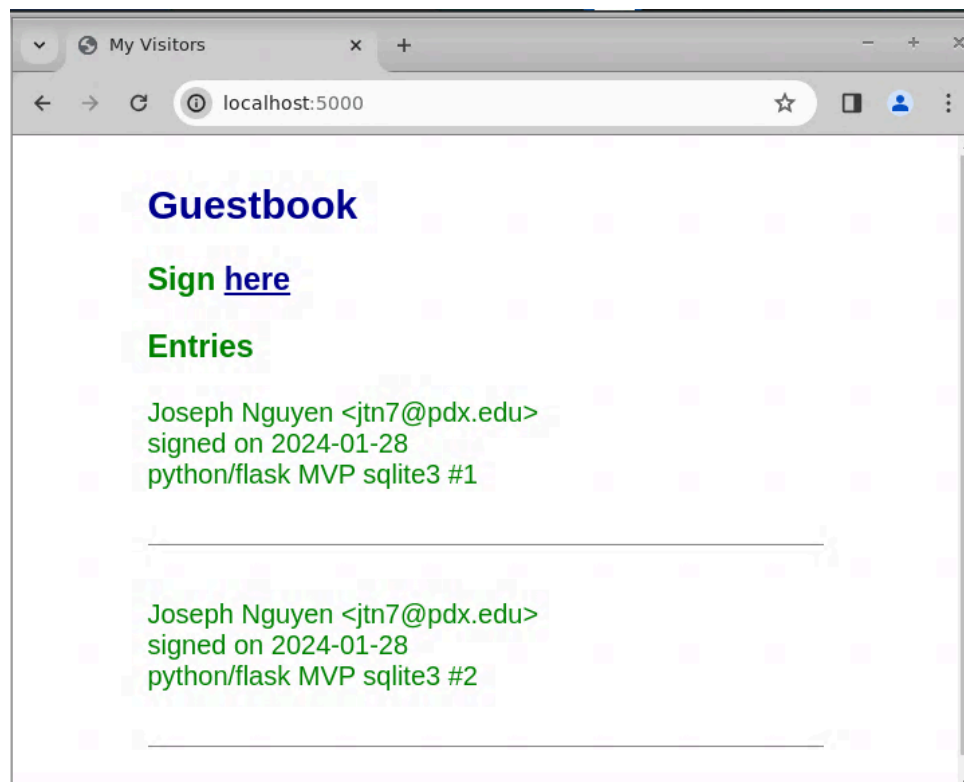 My Visitors
localhost:5000
Guestbook
Sign here
Entries
Joseph Nguyen <jtn7@pdx.edu>
signed on 2024-01-28
python/flask MVP sqlite3 #1
Joseph Nguyen <jtn7@pdx.edu>
signed on 2024-01-28
python/flask MVP sqlite3 #2